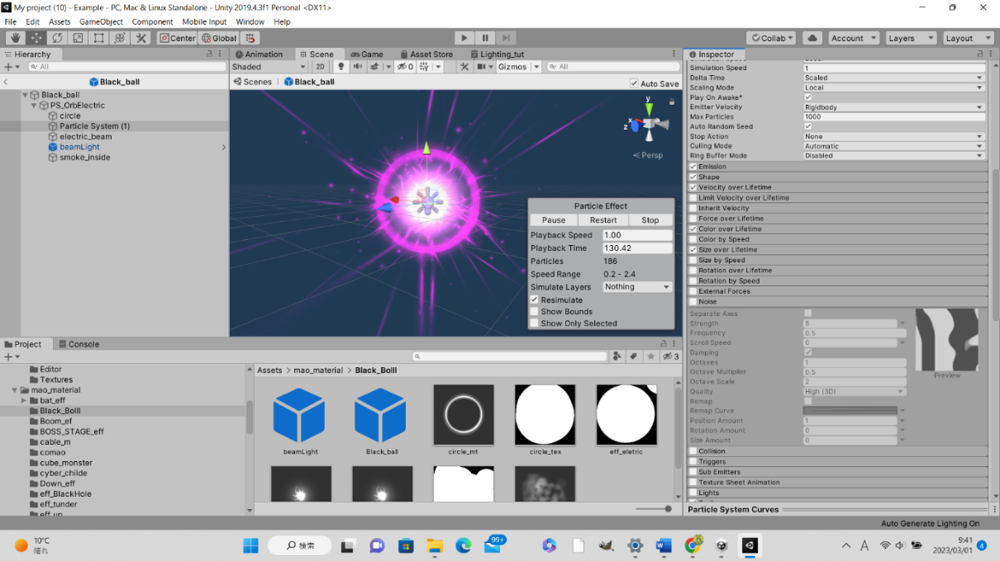 My project (10) - Example - PC, Mac & Linux Standalone - Unity 2019.4.3f1 Personal <DX11>
File Edit Assets GameObject Component Mobile Input Window Help
Center Global Collab Account Layers Layout
Hierarchy
All
Black_ball
Black_ball
PS_OrbElectric
circle
Particle System (1)
electric_beam
beamLight
smoke_inside
Animation Scene Game Asset Store Lighting_tut
Shaded 2D 0 Gizmos All
Scenes Black_ball Auto Save
y
x
z
Persp
Particle Effect
Pause Restart Stop
Playback Speed 1.00
Playback Time 130.42
Particles 186
Speed Range 0.2 - 2.4
Simulate Layers Nothing
Resimulate
Show Bounds
Show Only Selected
Inspector
Simulation Speed 1
Delta Time Scaled
Scaling Mode Local
Play On Awake*
Emitter Velocity Rigidbody
Max Particles 1000
Auto Random Seed
Stop Action None
Culling Mode Automatic
Ring Buffer Mode Disabled
Emission
Shape
Velocity over Lifetime
Limit Velocity over Lifetime
Inherit Velocity
Force over Lifetime
Color over Lifetime
Color by Speed
Size over Lifetime
Size by Speed
Rotation over Lifetime
Rotation by Speed
External Forces
Noise
Separate Axes
Strength 5
Frequency 0.5
Scroll Speed 0
Damping
Octaves 1
Octave Multiplier 0.5
Octave Scale 2
Quality High (3D)
Remap
Remap Curve
Position Amount 1
Rotation Amount 0
Size Amount 0
Preview
Collision
Triggers
Sub Emitters
Texture Sheet Animation
Lights
Particle System Curves
Project Console
3
Editor
Textures
mao_material
bat_eff
Black_Bolll
Boom_ef
BOSS_STAGE_eff
cable_m
comao
cube_monster
cyber_childe
Down_eff
eff_BlackHole
eff_tunder
eff_up
Assets > mao_material > Black_Bolll
beamLight Black_ball circle_mt circle_tex eff_eletric
Auto Generate Lighting On
10°C
晴れ
検索
99+
A
9:41
2023/03/01
4